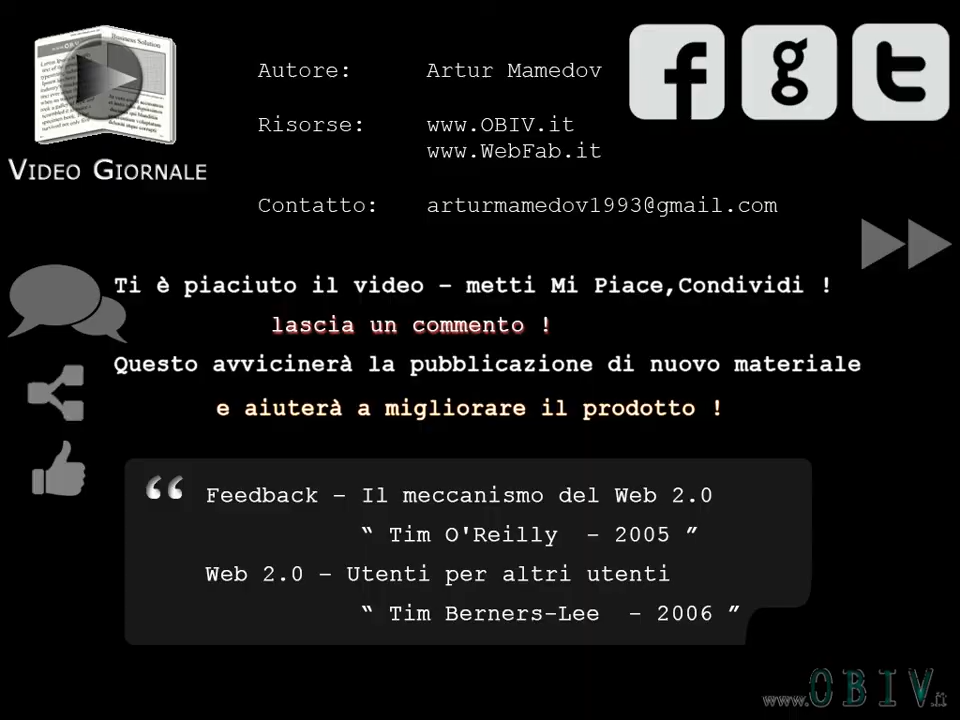 Business Solution
VIDEO GIORNALE
Autore: Artur Mamedov
Risorse: www.OBIV.it
www.WebFab.it
Contatto: arturmamedov1993@gmail.com
Ti è piaciuto il video – metti Mi Piace,Condividi !
lascia un commento !
Questo avvicinerà la pubblicazione di nuovo materiale
e aiuterà a migliorare il prodotto !
“ Feedback – Il meccanismo del Web 2.0
“ Tim O'Reilly – 2005 ”
Web 2.0 – Utenti per altri utenti
“ Tim Berners-Lee – 2006 ”
www.OBIV.it